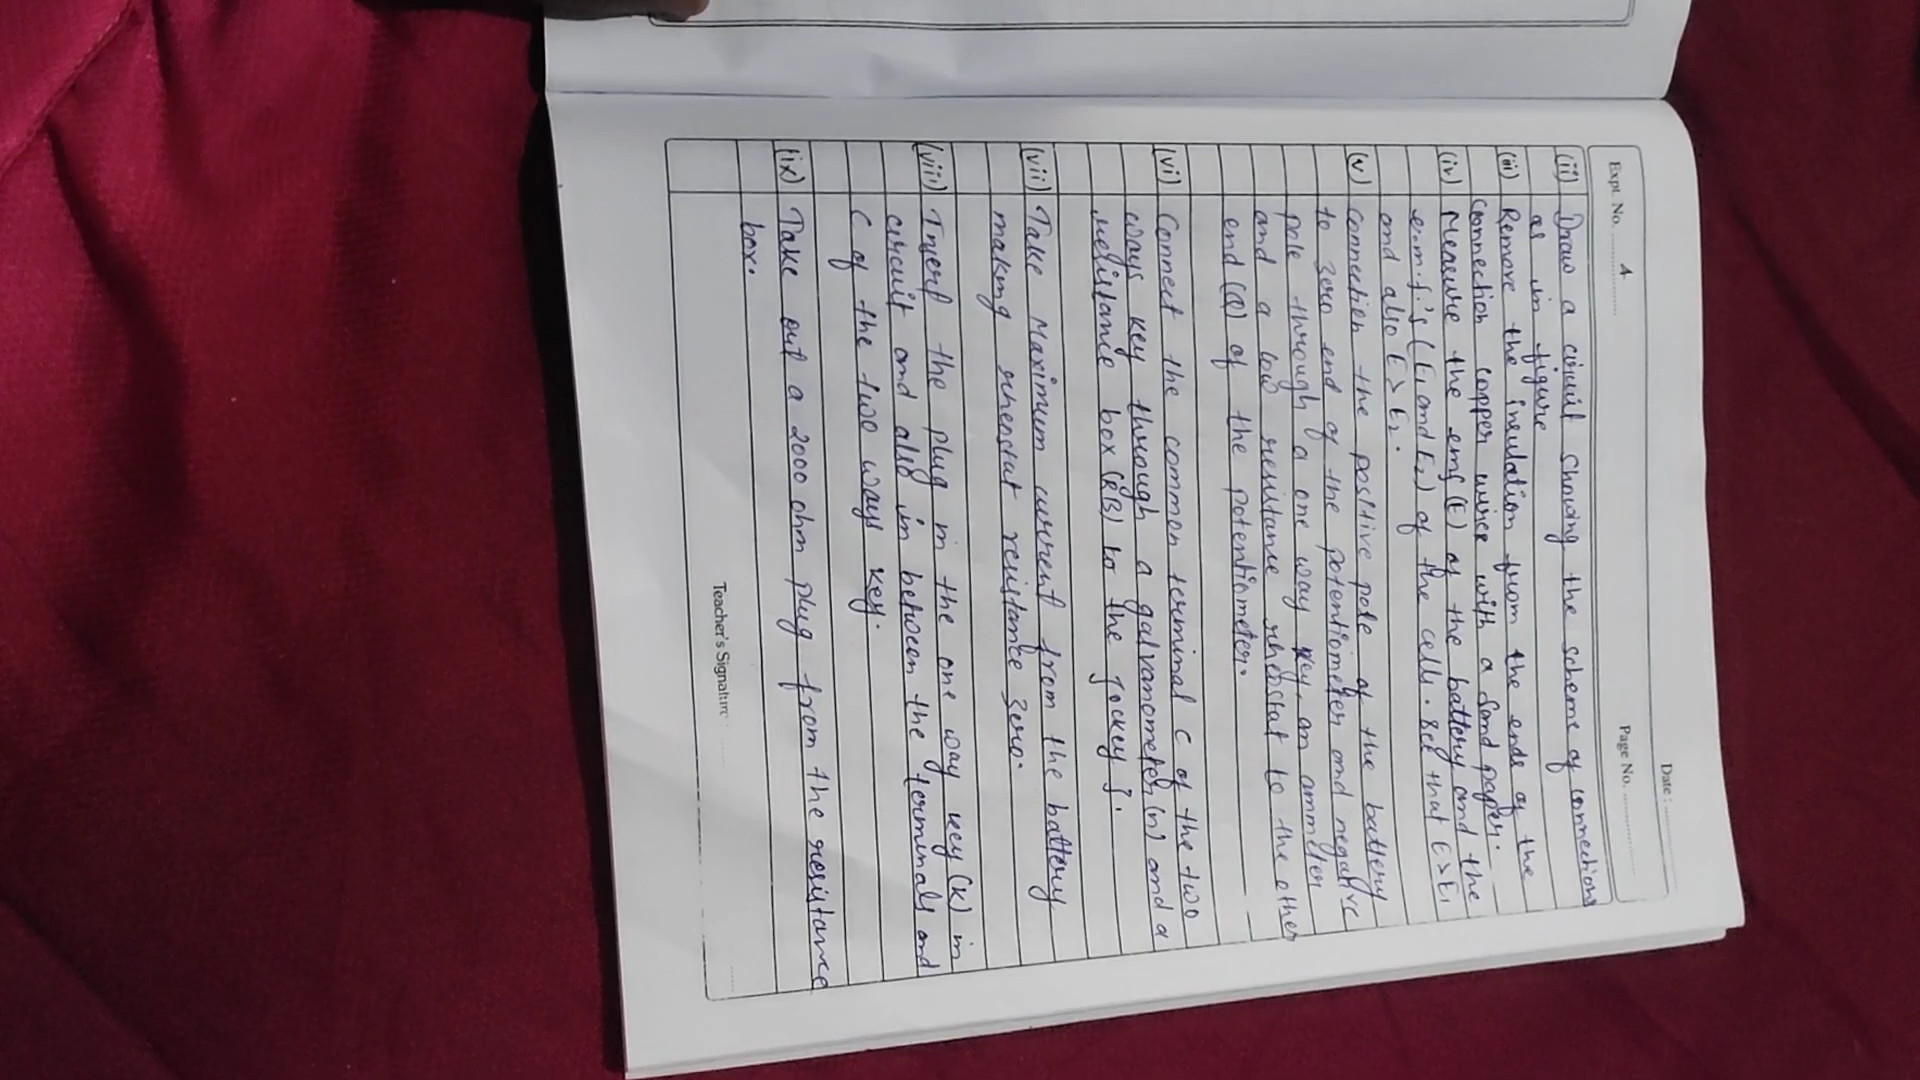 Date :
Expt. No. 4
Page No.
(ii) Draw a circuit showing the scheme of connections
as in figure
(iii) Remove the insulation from the ends of the
connection copper wire with a sand paper.
(iv) Measure the emf (E) of the battery and the
e.m.f.'s (E1 and E2) of the cells. See that E>E1
and also E>E2.
(v) Connection the positive pole of the battery
to zero end of the potentiometer and negative
pole through a one way key, an ammeter
and a low resistance rheostat to the other
end (Q) of the potentiometer.
(vi) Connect the common terminal C of the two
ways key through a galvanometer (n) and a
resistance box (RB) to the jockey J.
(vii) Take Maximum current from the battery
making rheostat resistance zero.
(viii) Insert the plug in the one way key (K) in
circuit and also in between the terminals and
C of the two ways key.
(ix) Take out a 2000 ohm plug from the resistance
box.
Teacher's Signature :